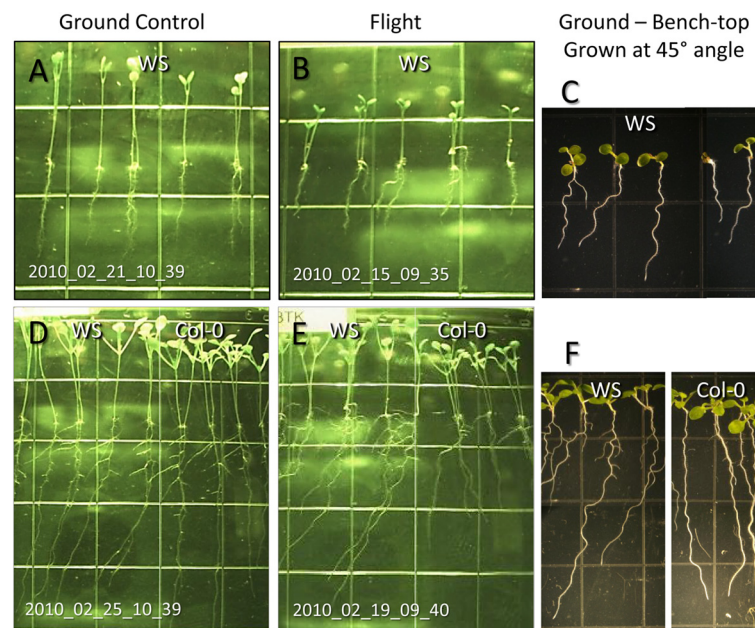 Ground Control
Flight
Ground – Bench-top
Grown at 45° angle
A
WS
2010_02_21_10_39
B
WS
2010_02_15_09_35
C
WS
D
WS
Col-0
2010_02_25_10_39
E
WS
Col-0
2010_02_19_09_40
F
WS
Col-0